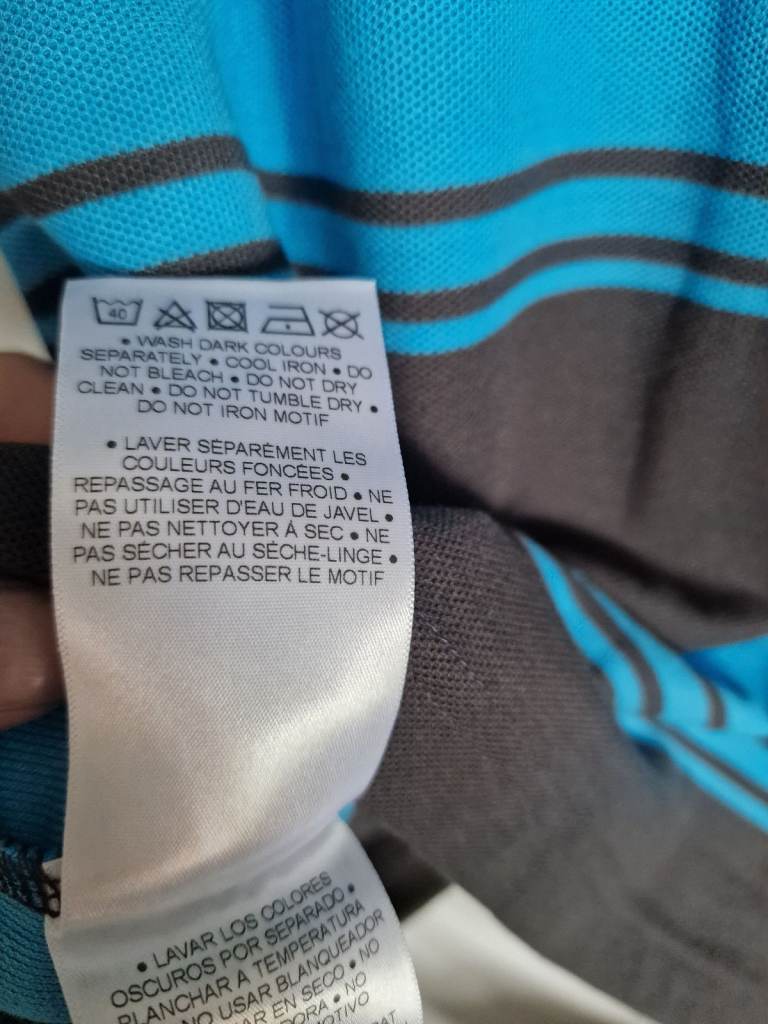 40
• WASH DARK COLOURS
SEPARATELY • COOL IRON • DO
NOT BLEACH • DO NOT DRY
CLEAN • DO NOT TUMBLE DRY •
DO NOT IRON MOTIF
• LAVER SÉPARÉMENT LES
COULEURS FONCÉES •
REPASSAGE AU FER FROID • NE
PAS UTILISER D'EAU DE JAVEL •
NE PAS NETTOYER À SEC • NE
PAS SÉCHER AU SÈCHE-LINGE •
NE PAS REPASSER LE MOTIF
• LAVAR LOS COLORES
OSCUROS POR SEPARADO •
PLANCHAR A TEMPERATURA
NO USAR BLANQUEADOR
EN SECO • NO
• NO
MOTIVO